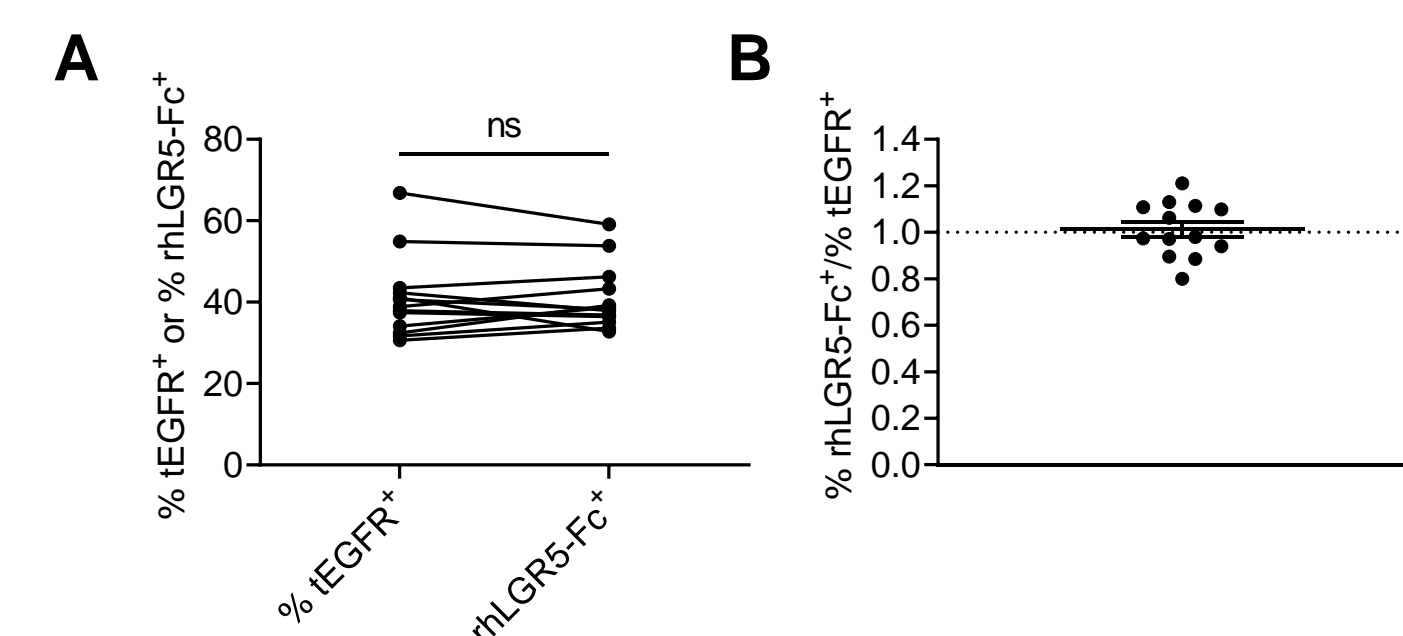 A
% tEGFR⁺ or % rhLGR5-Fc⁺
80
60
40
20
0
ns
% tEGFR⁺
rhLGR5-Fc⁺
B
% rhLGR5-Fc⁺/% tEGFR⁺
1.4
1.2
1.0
0.8
0.6
0.4
0.2
0.0